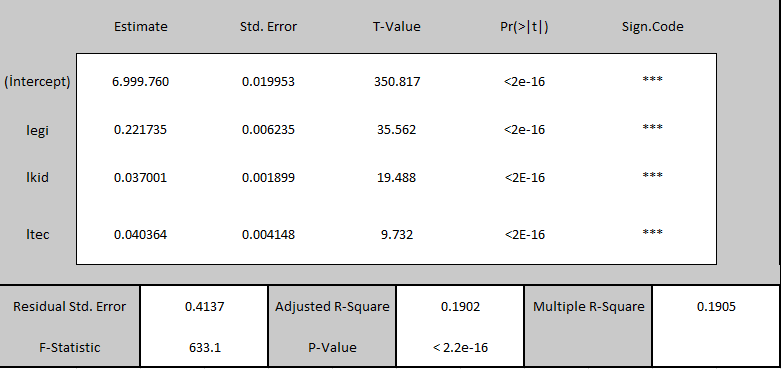 Estimate Std. Error T-Value Pr(>|t|) Sign.Code
(İntercept) 6.999.760 0.019953 350.817 <2e-16 ***
legi 0.221735 0.006235 35.562 <2e-16 ***
lkid 0.037001 0.001899 19.488 <2E-16 ***
ltec 0.040364 0.004148 9.732 <2E-16 ***
Residual Std. Error 0.4137 Adjusted R-Square 0.1902 Multiple R-Square 0.1905
F-Statistic 633.1 P-Value < 2.2e-16